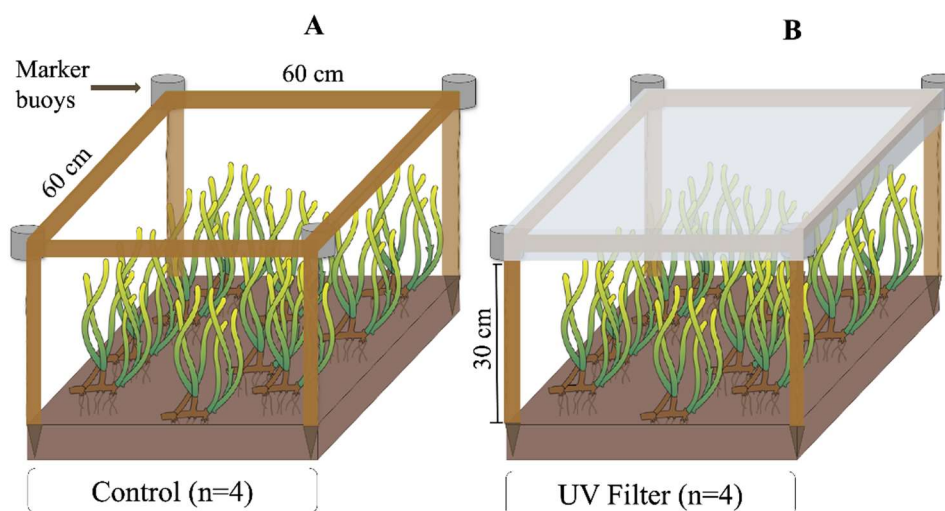 A
B
Marker
buoys
60 cm
60 cm
30 cm
Control (n=4)
UV Filter (n=4)